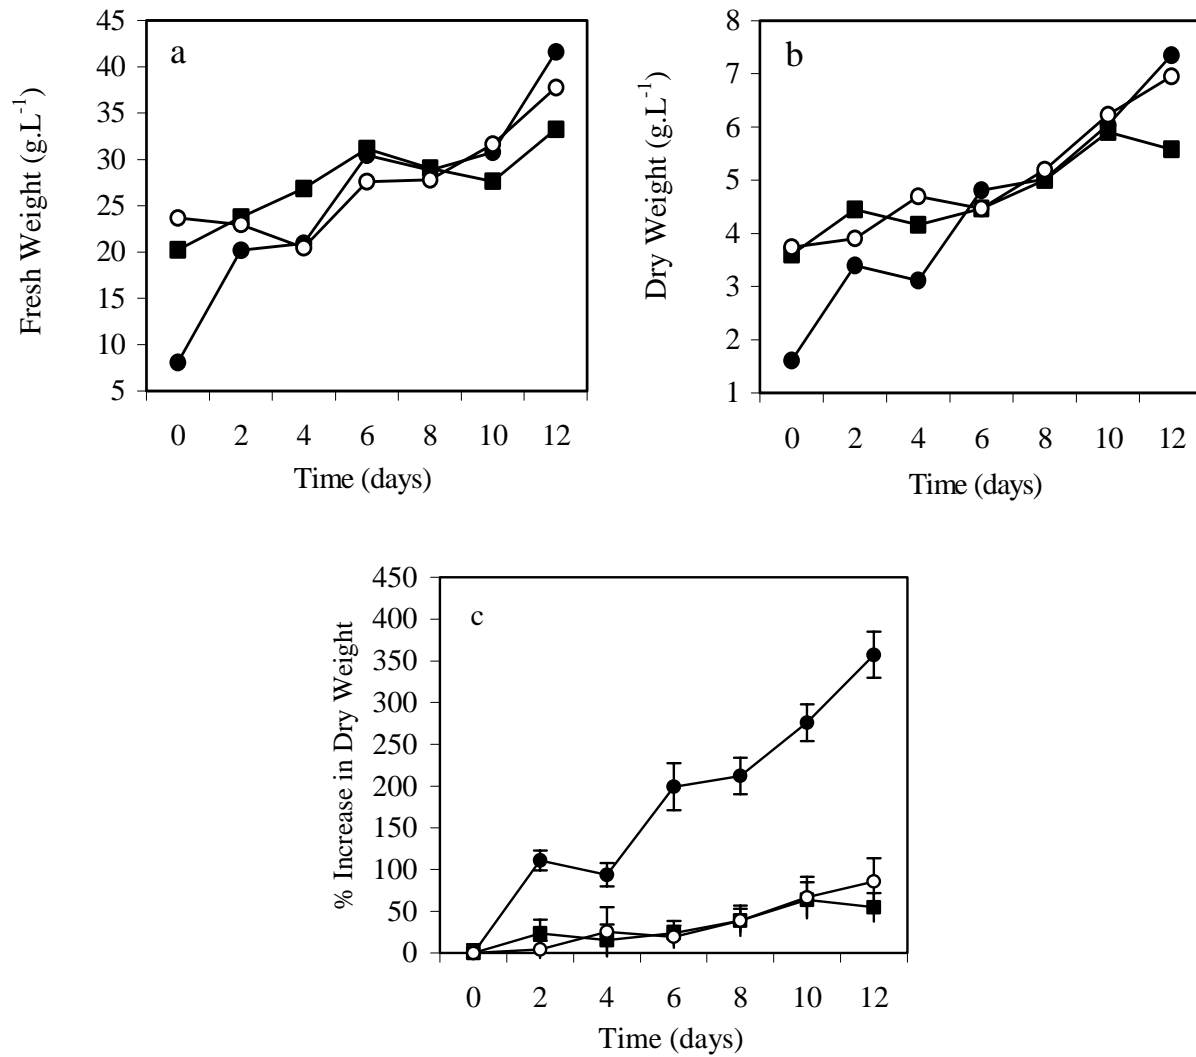 a
Fresh Weight (g.L⁻¹)
45
40
35
30
25
20
15
10
5
0 2 4 6 8 10 12
Time (days)
b
Dry Weight (g.L⁻¹)
8
7
6
5
4
3
2
1
0 2 4 6 8 10 12
Time (days)
c
% Increase in Dry Weight
450
400
350
300
250
200
150
100
50
0
0 2 4 6 8 10 12
Time (days)